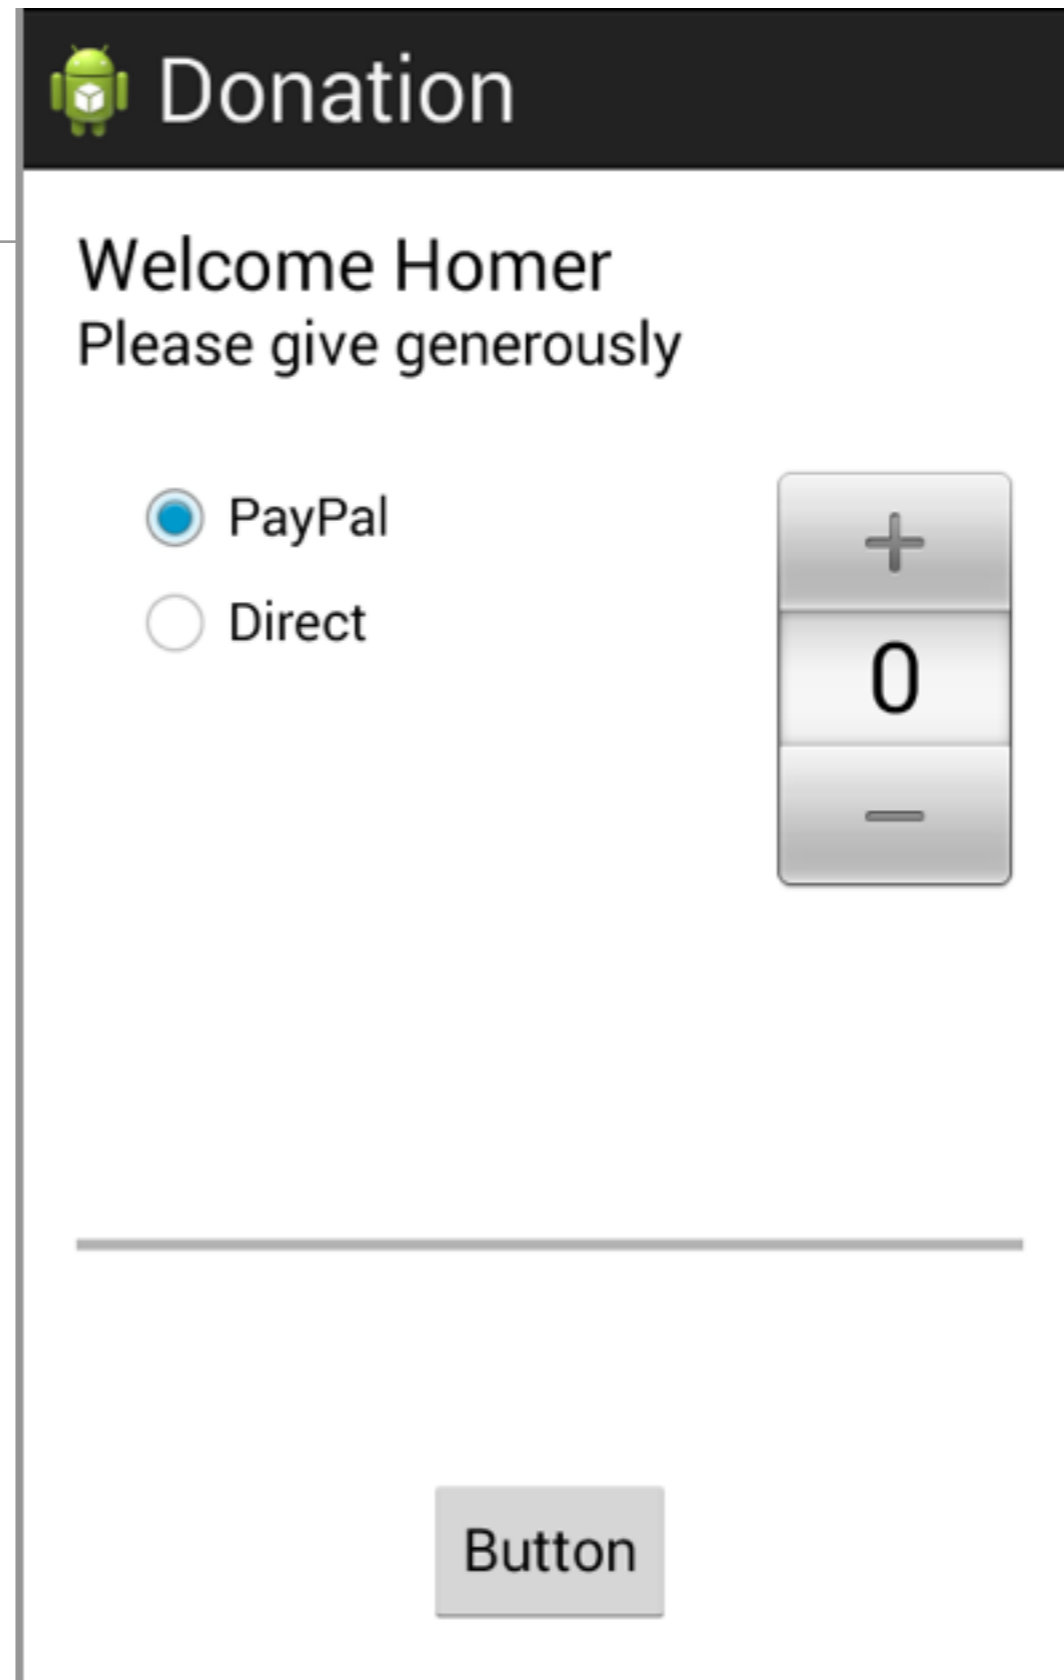 Donation
Welcome Homer
Please give generously
PayPal
Direct
+
0
−
Button